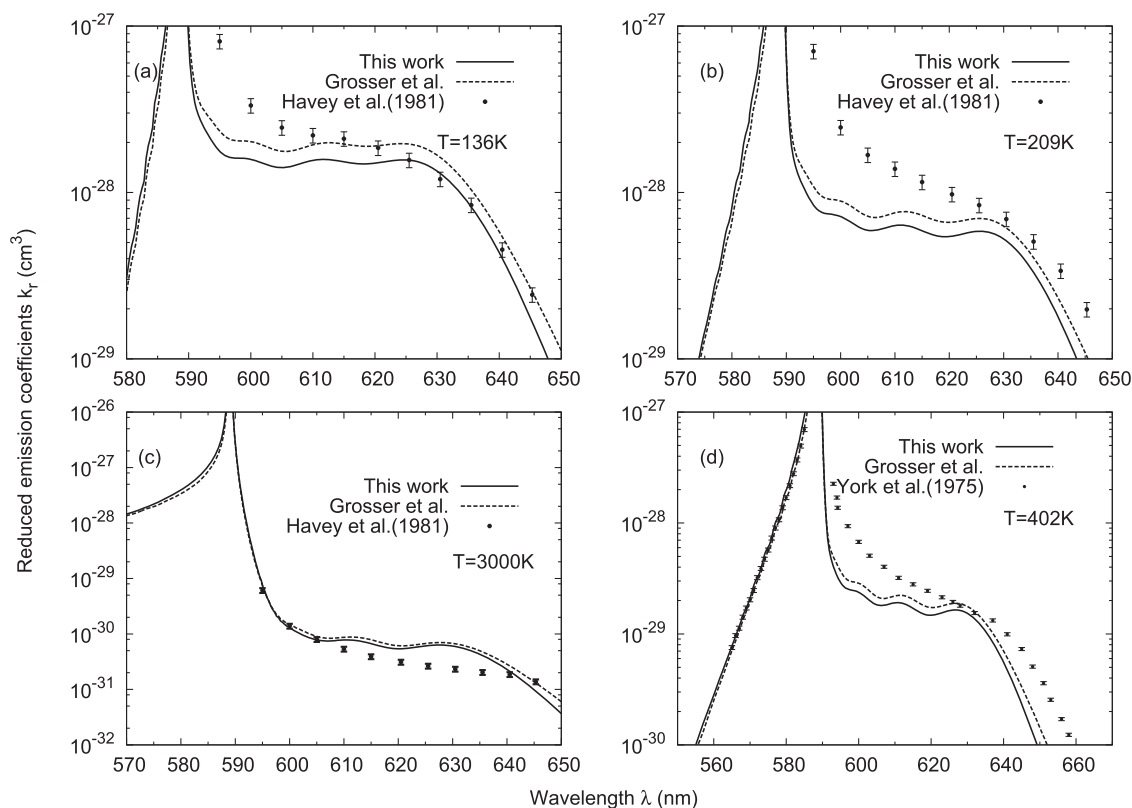 10-27
This work
(a)
Grosser et al.
Havey et al.(1981)
T=136K
10-28
10-29
580 590 600 610 620 630 640 650
10-27
This work
(b)
Grosser et al.
Havey et al.(1981)
T=209K
10-28
10-29
570 580 590 600 610 620 630 640 650
Reduced emission coefficients kr (cm3)
10-26
(c)
This work
10-27
Grosser et al.
Havey et al.(1981)
10-28
T=3000K
10-29
10-30
10-31
10-32
570 580 590 600 610 620 630 640 650
10-27
This work
(d)
Grosser et al.
York et al.(1975)
T=402K
10-28
10-29
10-30
560 580 600 620 640 660
Wavelength λ (nm)